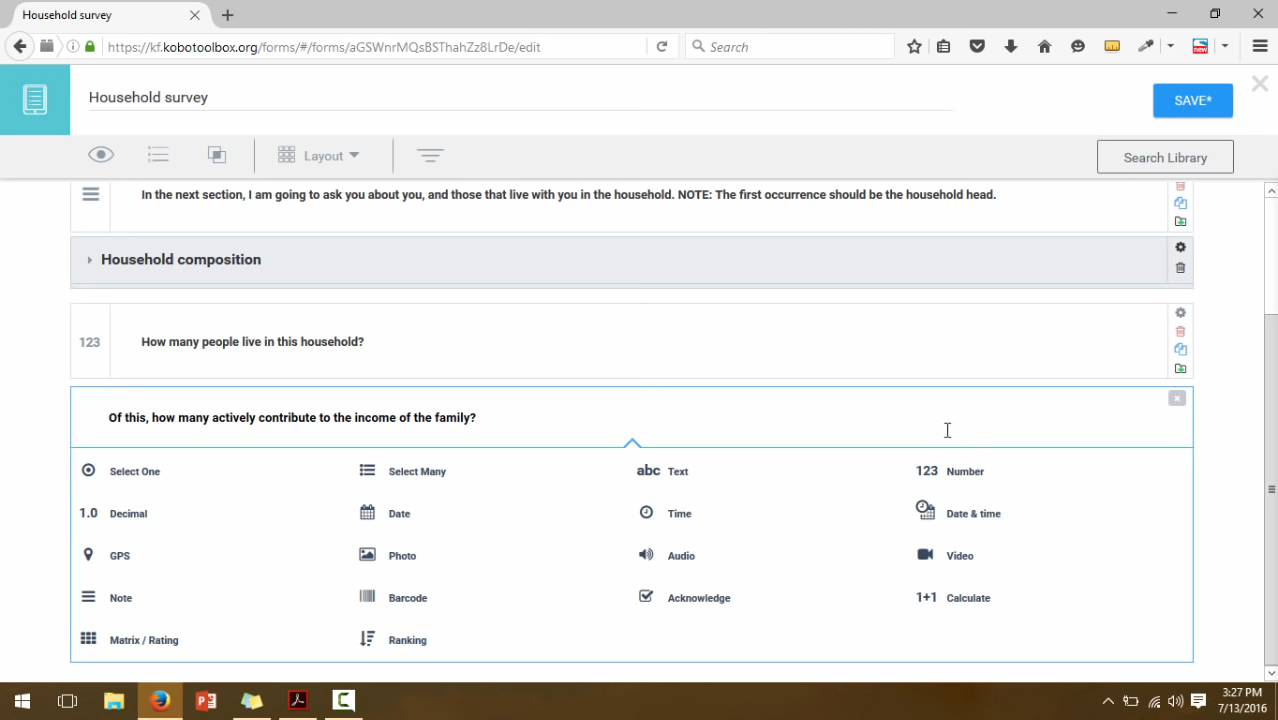 Household survey
https://kf.kobotoolbox.org/forms/#/forms/aGSWnrMQsBSThahZz8LrDe/edit
Search
new
Household survey
SAVE*
Layout
Search Library
In the next section, I am going to ask you about you, and those that live with you in the household. NOTE: The first occurrence should be the household head.
Household composition
123 How many people live in this household?
Of this, how many actively contribute to the income of the family?
Select One
Select Many
abc Text
123 Number
1.0 Decimal
Date
Time
Date & time
GPS
Photo
Audio
Video
Note
Barcode
Acknowledge
1+1 Calculate
Matrix / Rating
Ranking
3:27 PM
7/13/2016